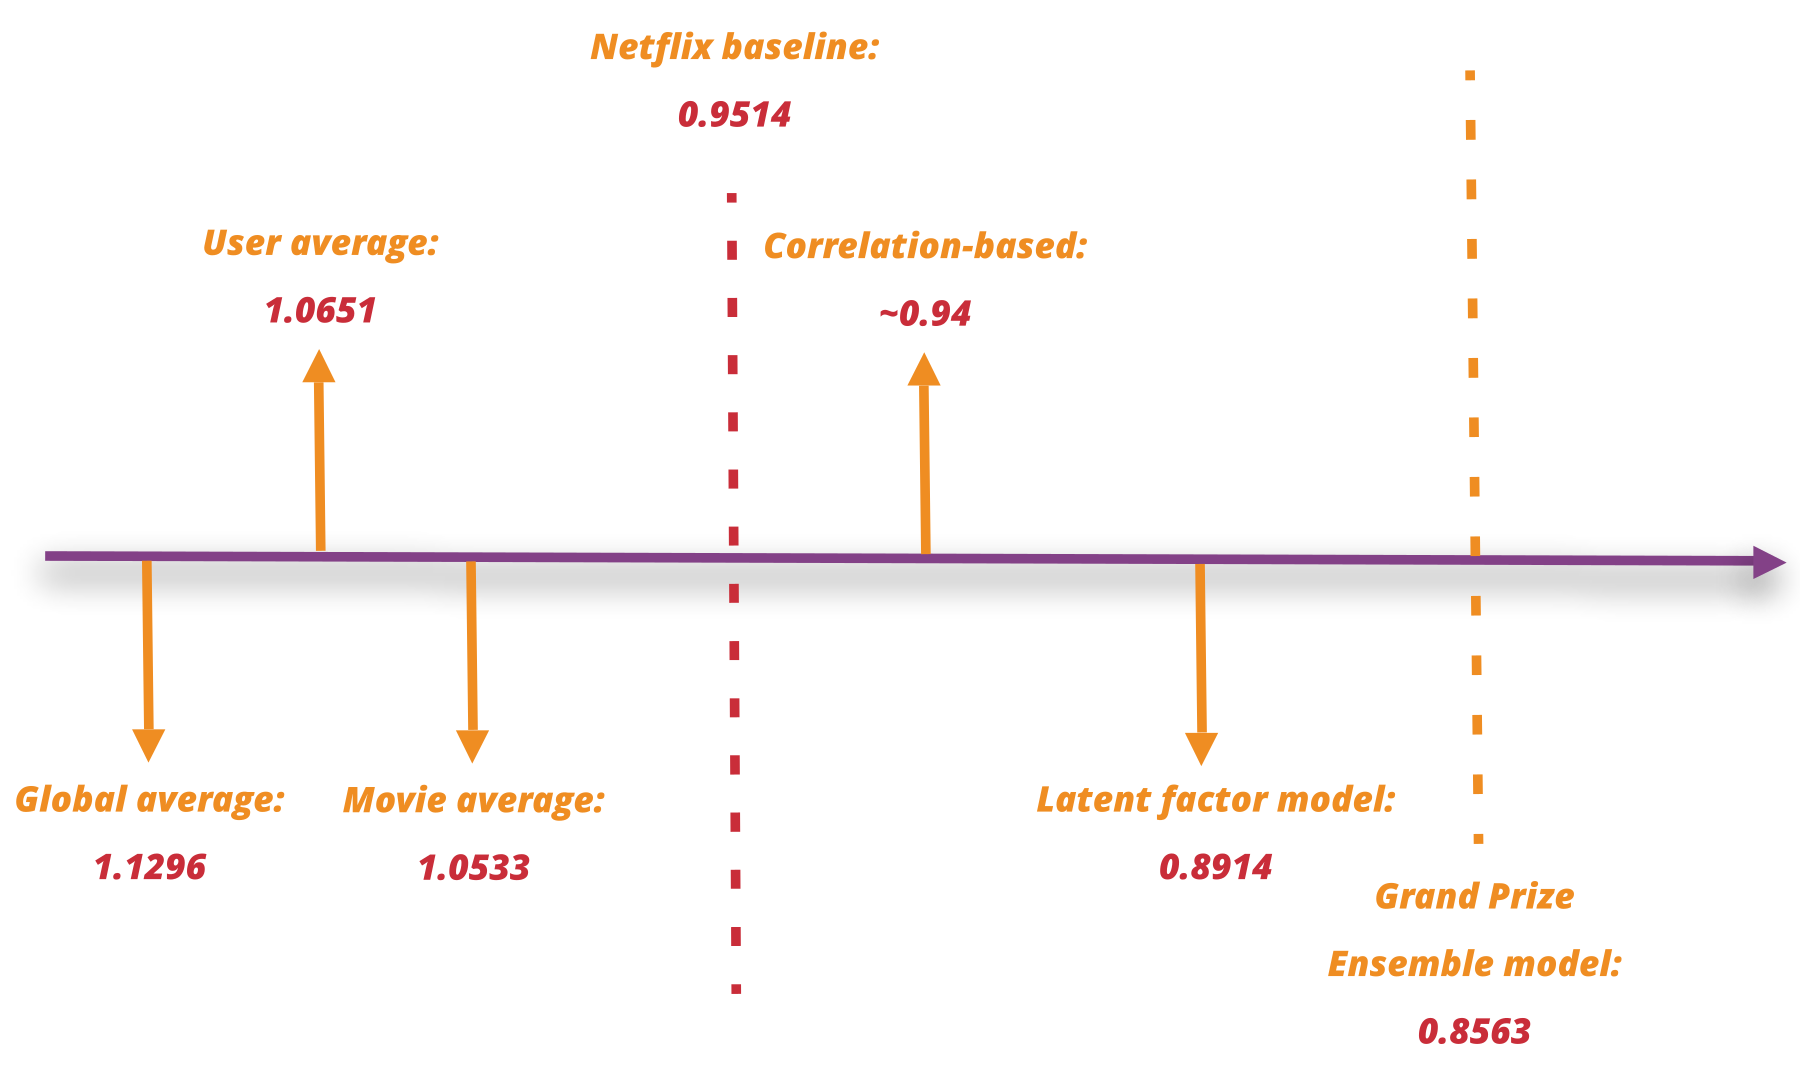 Netflix baseline:
0.9514
User average:
1.0651
Correlation-based:
~0.94
Global average:
1.1296
Movie average:
1.0533
Latent factor model:
0.8914
Grand Prize
Ensemble model:
0.8563